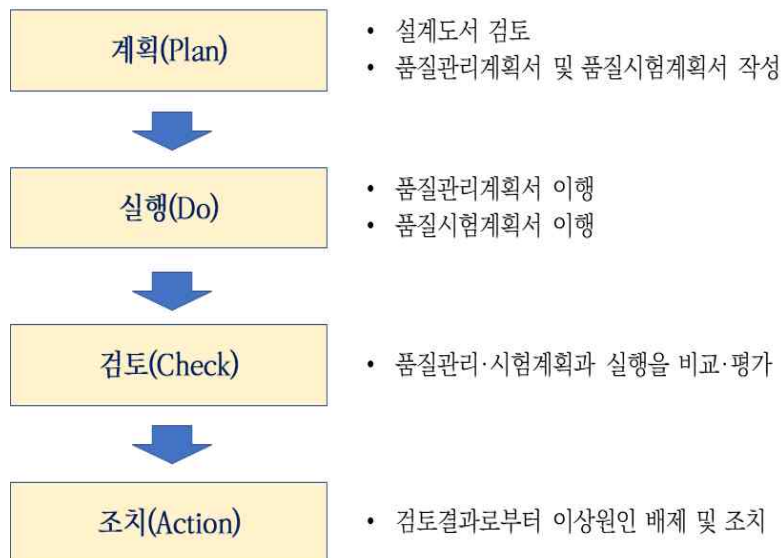 계획(Plan)
• 설계도서 검토
• 품질관리계획서 및 품질시험계획서 작성
실행(Do)
• 품질관리계획서 이행
• 품질시험계획서 이행
검토(Check)
• 품질관리·시험계획과 실행을 비교·평가
조치(Action)
• 검토결과로부터 이상원인 배제 및 조치